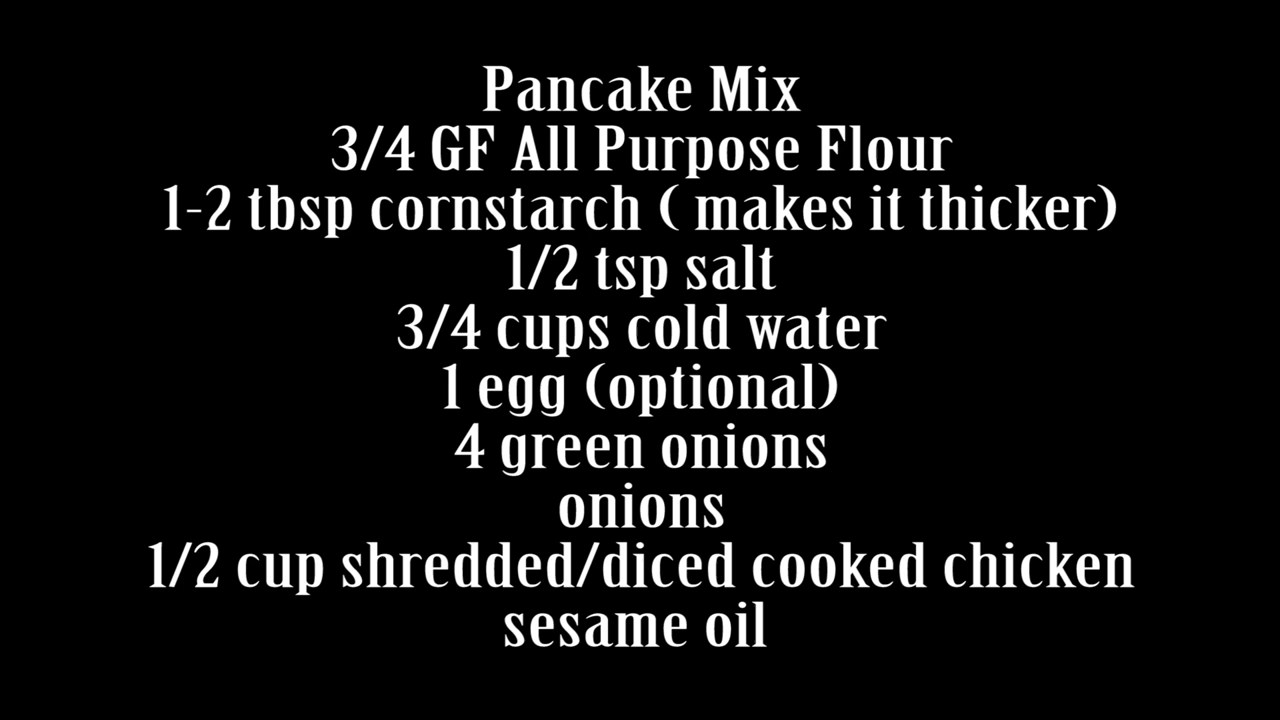 Pancake Mix
3/4 GF All Purpose Flour
1-2 tbsp cornstarch ( makes it thicker)
1/2 tsp salt
3/4 cups cold water
1 egg (optional)
4 green onions
onions
1/2 cup shredded/diced cooked chicken
sesame oil